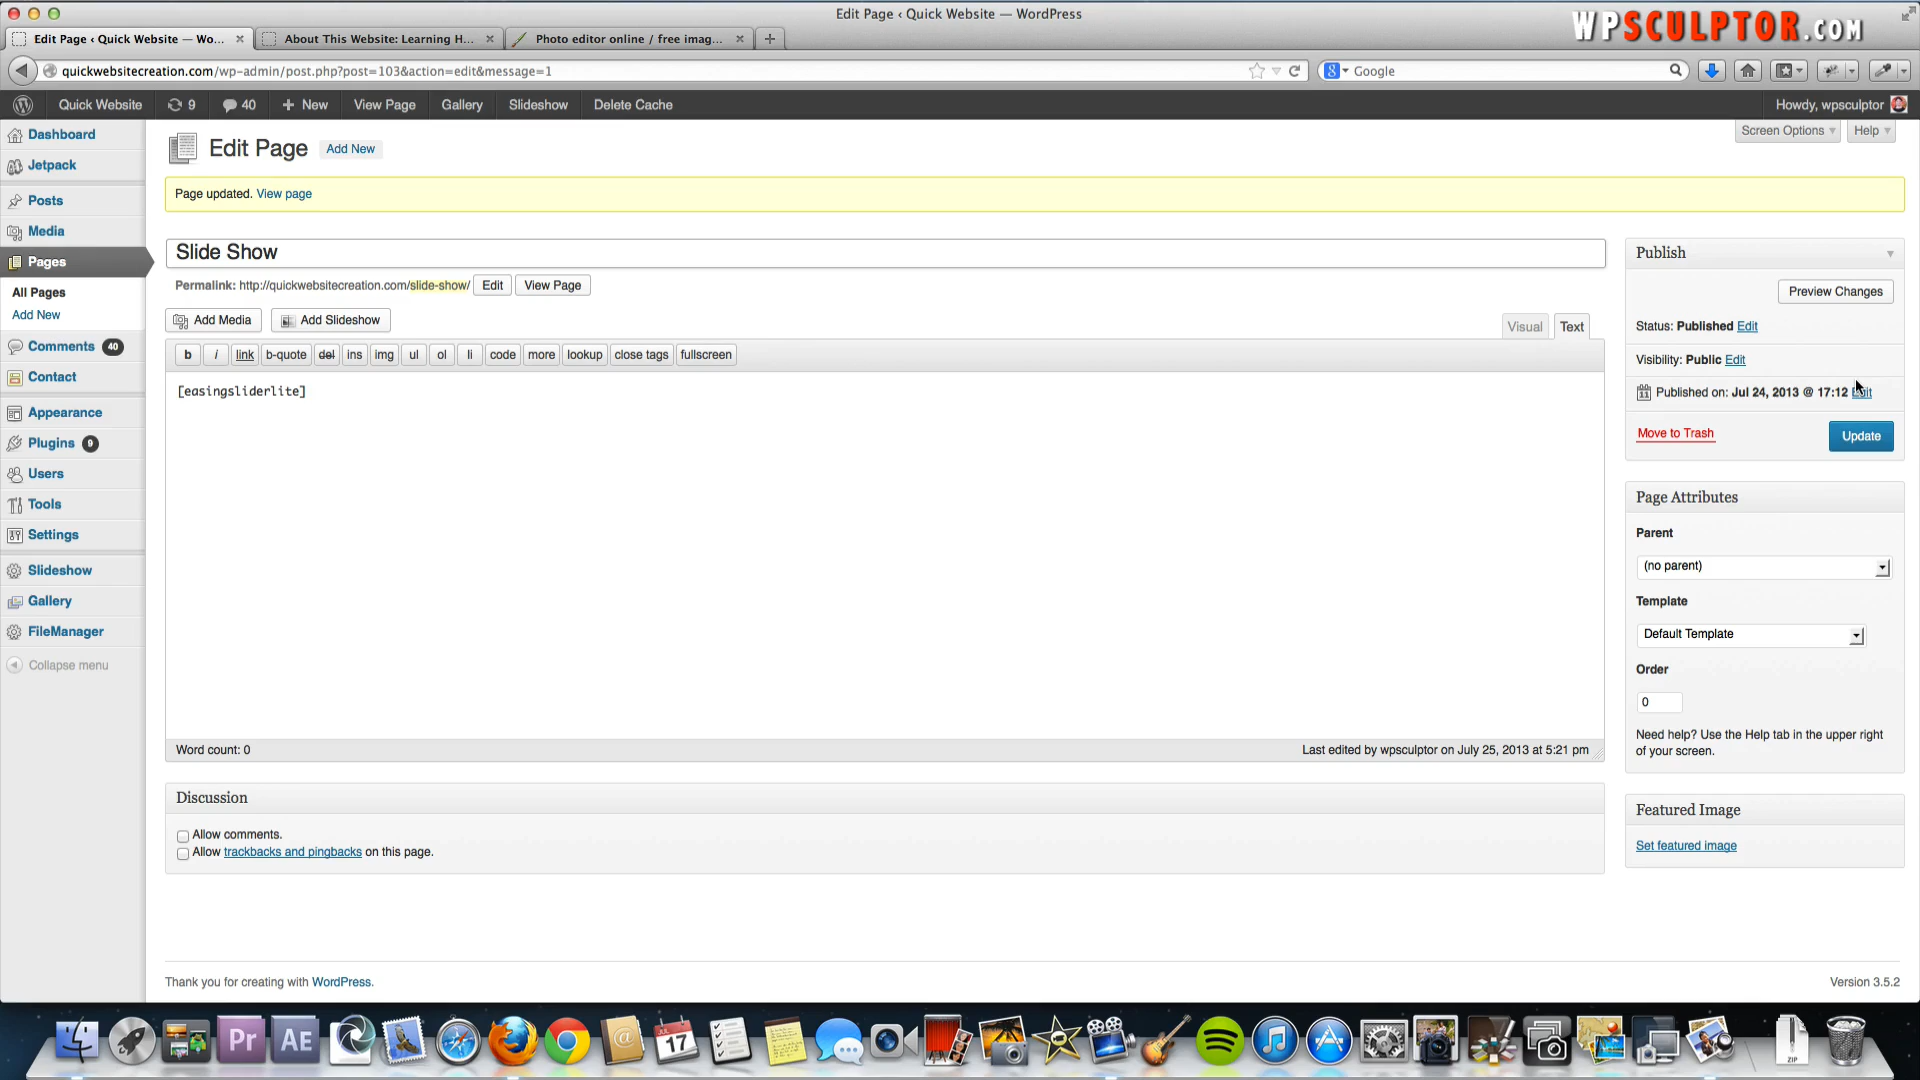 Edit Page ‹ Quick Website — WordPress
WPSCULPTOR.COM
Edit Page ‹ Quick Website — Wo...
About This Website: Learning H...
Photo editor online / free imag...
quickwebsitecreation.com/wp-admin/post.php?post=103&action=edit&message=1
Google
Quick Website
9
40
New
View Page
Gallery
Slideshow
Delete Cache
Howdy, wpsculptor
Dashboard
Jetpack
Posts
Media
Pages
All Pages
Add New
Comments 40
Contact
Appearance
Plugins 9
Users
Tools
Settings
Slideshow
Gallery
FileManager
Collapse menu
Screen Options
Help
Edit Page Add New
Page updated. View page
Slide Show
Permalink: http://quickwebsitecreation.com/slide-show/ Edit View Page
Add Media
Add Slideshow
Visual
Text
b i link b-quote del ins img ul ol li code more lookup close tags fullscreen
[easingsliderlite]
Word count: 0
Last edited by wpsculptor on July 25, 2013 at 5:21 pm
Discussion
Allow comments.
Allow trackbacks and pingbacks on this page.
Publish
Preview Changes
Status: Published Edit
Visibility: Public Edit
11 Published on: Jul 24, 2013 @ 17:12 Edit
Move to Trash
Update
Page Attributes
Parent
(no parent)
Template
Default Template
Order
0
Need help? Use the Help tab in the upper right
of your screen.
Featured Image
Set featured image
Thank you for creating with WordPress.
Version 3.5.2
Pr
AE
@
JUL
17
ZIP